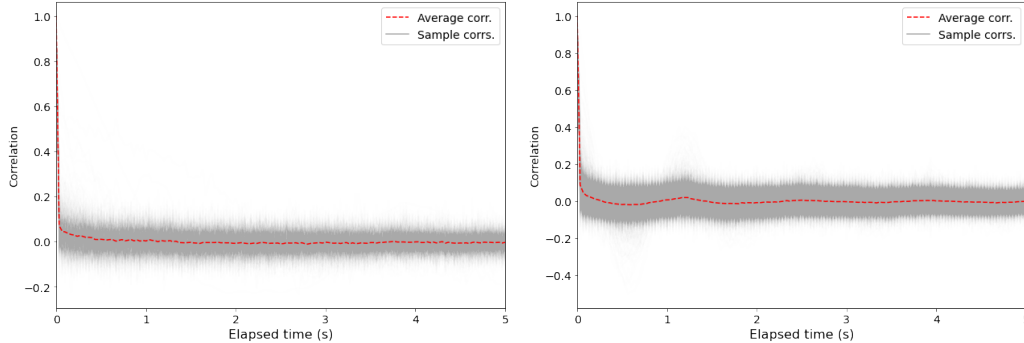 1.0
0.8
0.6
0.4
0.2
0.0
−0.2
Correlation
Average corr.
Sample corrs.
0 1 2 3 4 5
Elapsed time (s)
1.0
0.8
0.6
0.4
0.2
0.0
−0.2
−0.4
Correlation
Average corr.
Sample corrs.
0 1 2 3 4
Elapsed time (s)